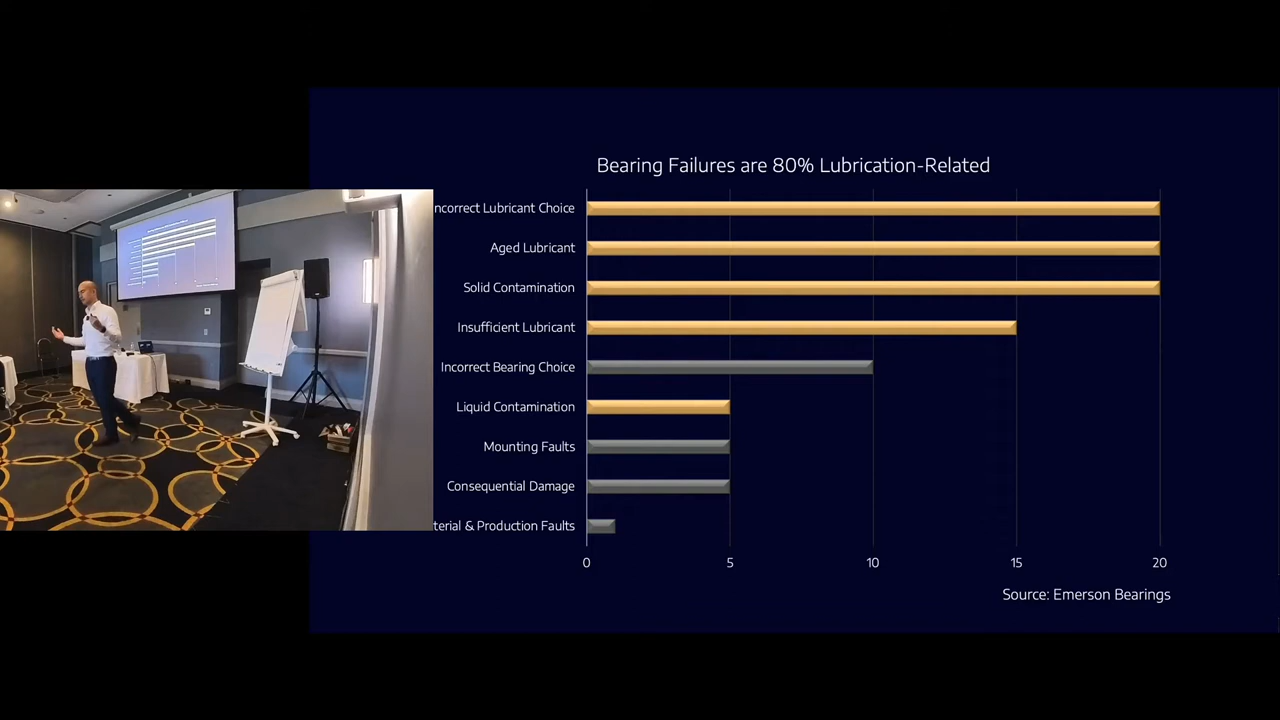 Bearing Failures are 80% Lubrication-Related
ncorrect Lubricant Choice
Aged Lubricant
Solid Contamination
Insufficient Lubricant
Incorrect Bearing Choice
Liquid Contamination
Mounting Faults
Consequential Damage
terial & Production Faults
0 5 10 15 20
Source: Emerson Bearings